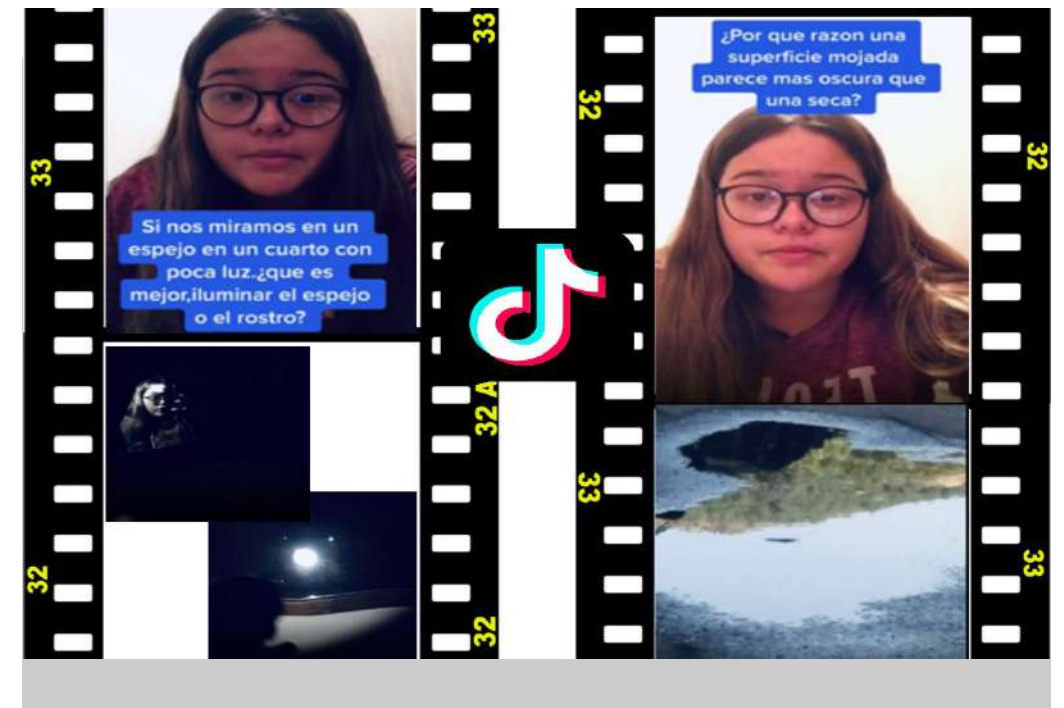 33
32
Si nos miramos en un
espejo en un cuarto con
poca luz.¿que es
mejor,iluminar el espejo
o el rostro?
33
32 A
32
32
33
¿Por que razon una
superficie mojada
parece mas oscura que
una seca?
32
33